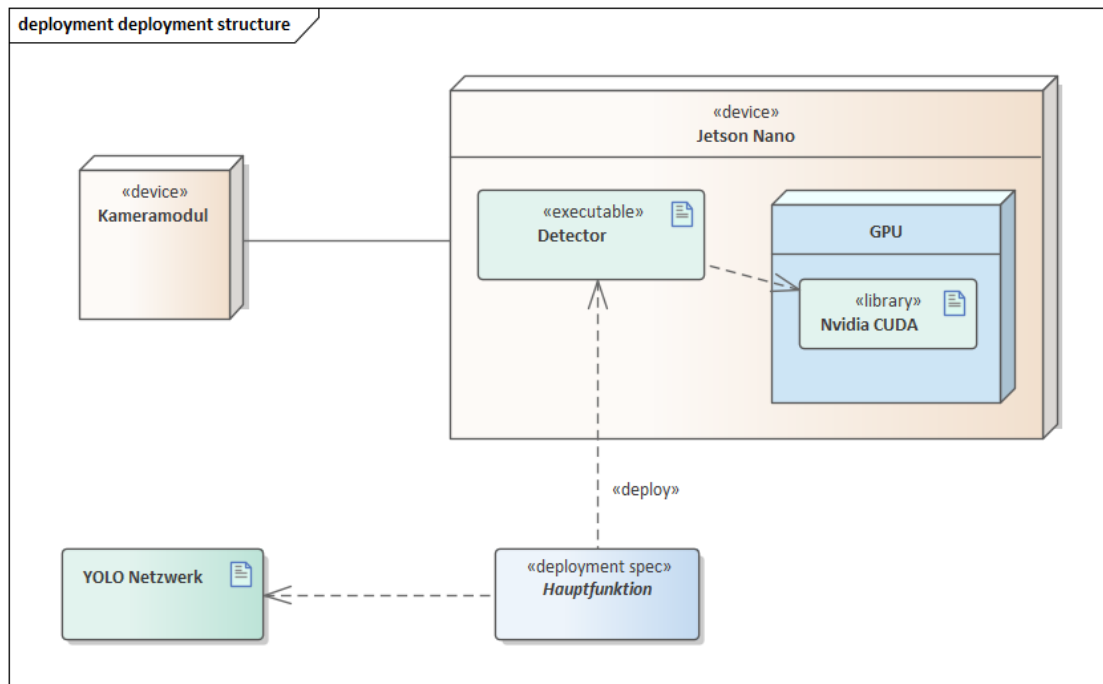 deployment deployment structure
«device»
Jetson Nano
«device»
Kameramodul
«executable»
Detector
GPU
«library»
Nvidia CUDA
«deploy»
YOLO Netzwerk
«deployment spec»
Hauptfunktion